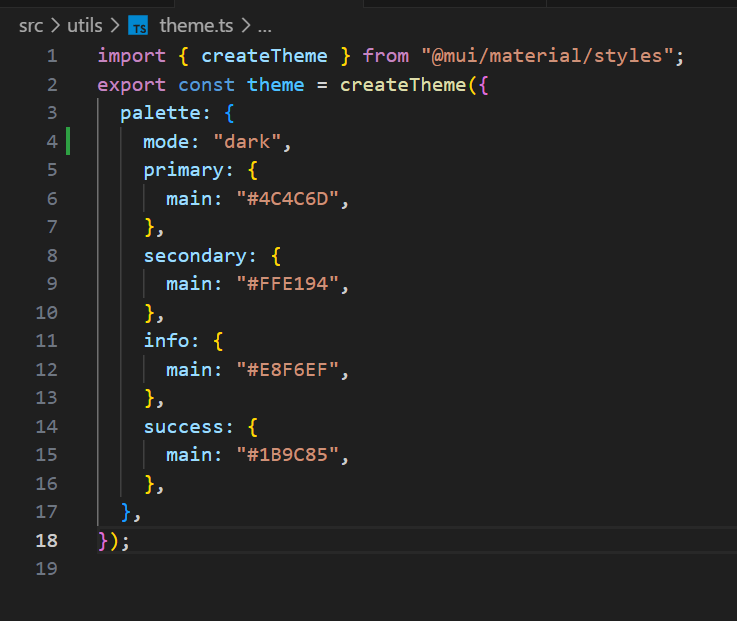 src > utils > TS theme.ts > ...
1 import { createTheme } from "@mui/material/styles";
2 export const theme = createTheme({
3   palette: {
4     mode: "dark",
5     primary: {
6       main: "#4C4C6D",
7     },
8     secondary: {
9       main: "#FFE194",
10     },
11     info: {
12       main: "#E8F6EF",
13     },
14     success: {
15       main: "#1B9C85",
16     },
17   },
18 });
19